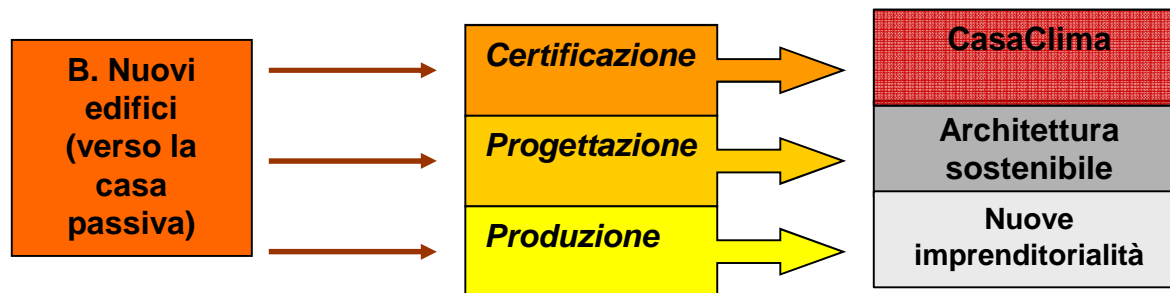 B. Nuovi
edifici
(verso la
casa
passiva)
Certificazione
Progettazione
Produzione
CasaClima
Architettura
sostenibile
Nuove
imprenditorialità